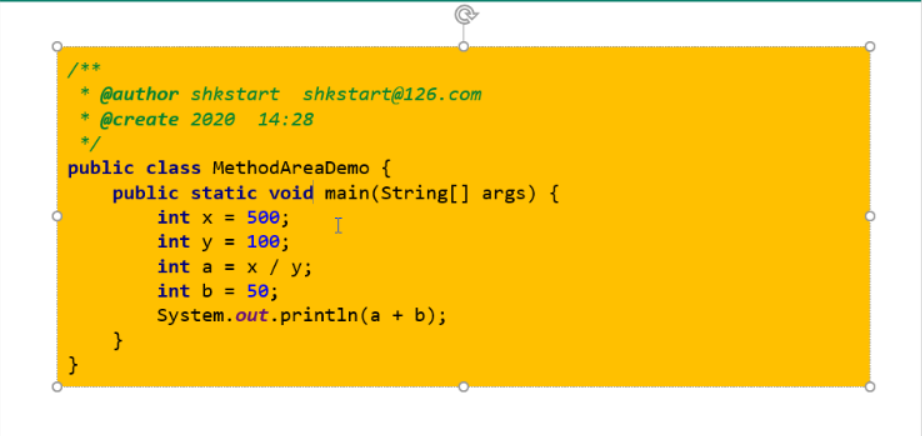 /**
 * @author shkstart  shkstart@126.com
 * @create 2020  14:28
 */
public class MethodAreaDemo {
    public static void main(String[] args) {
        int x = 500;
        int y = 100;
        int a = x / y;
        int b = 50;
        System.out.println(a + b);
    }
}